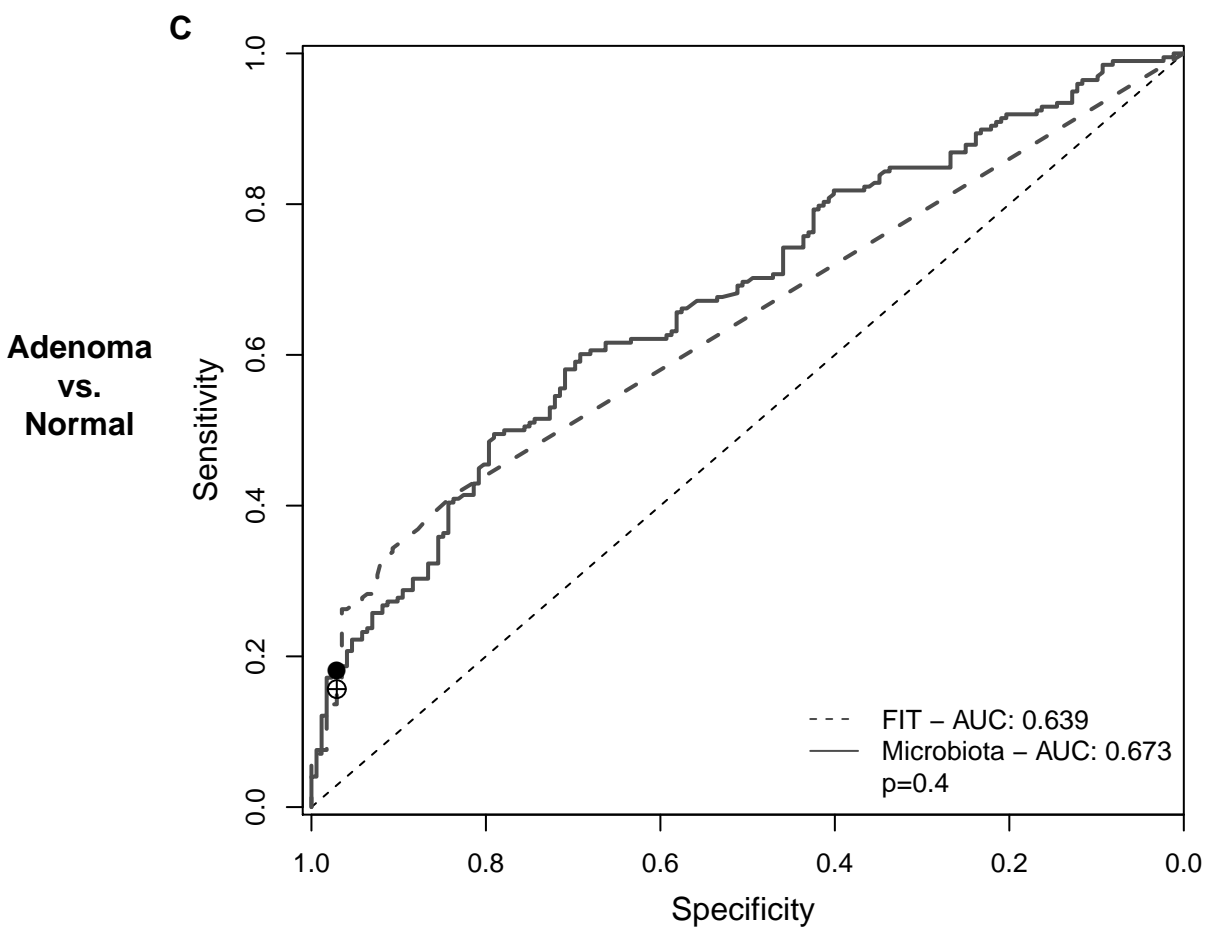 C
Adenoma
vs.
Normal
Sensitivity
1.0
0.8
0.6
0.4
0.2
0.0
FIT – AUC: 0.639
Microbiota – AUC: 0.673
p=0.4
1.0 0.8 0.6 0.4 0.2 0.0
Specificity